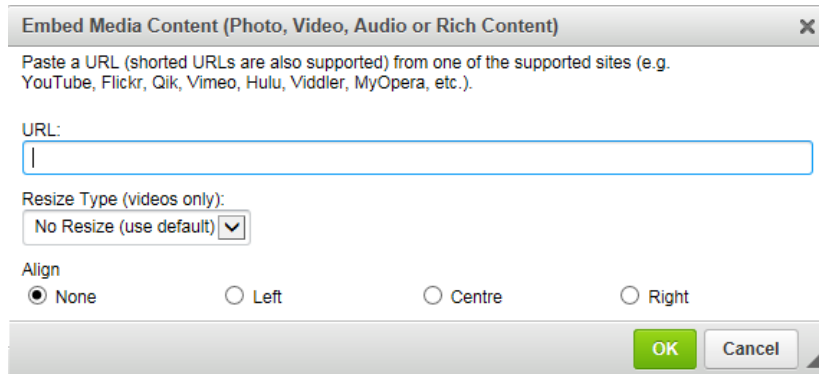 Embed Media Content (Photo, Video, Audio or Rich Content)
Paste a URL (shorted URLs are also supported) from one of the supported sites (e.g.
YouTube, Flickr, Qik, Vimeo, Hulu, Viddler, MyOpera, etc.).
URL:
Resize Type (videos only):
No Resize (use default)
Align
None Left Centre Right
OK Cancel